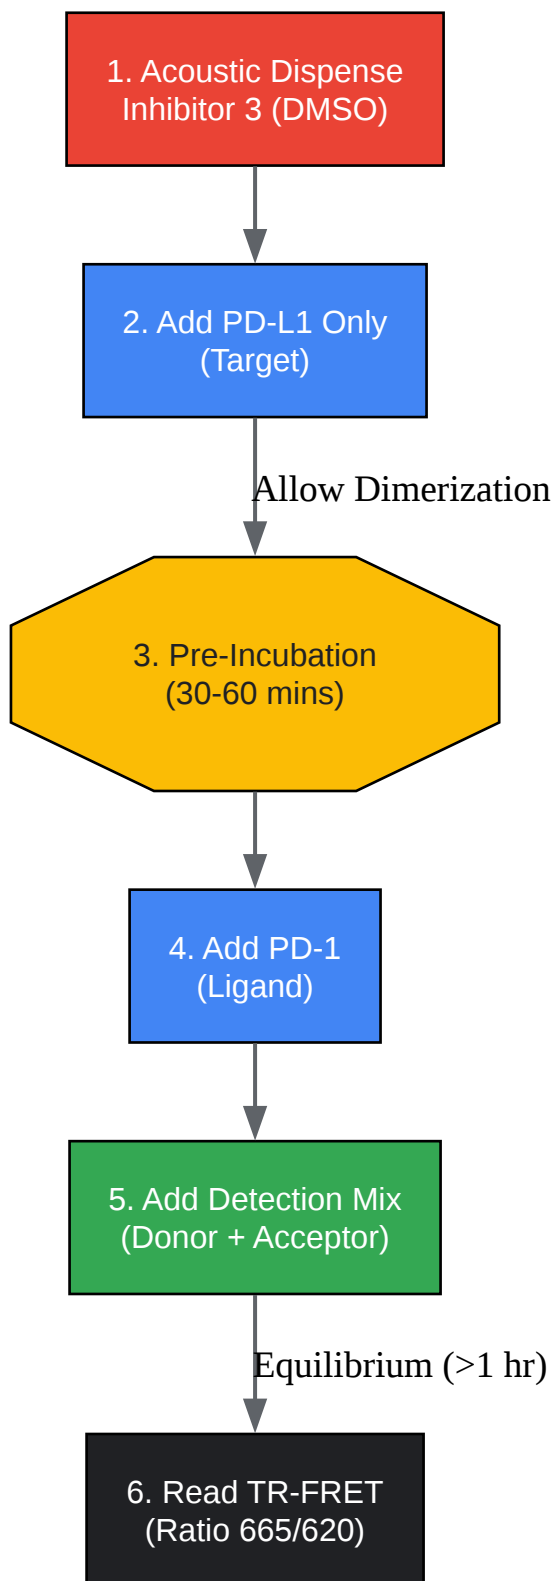 1. Acoustic Dispense
Inhibitor 3 (DMSO)
2. Add PD-L1 Only
(Target)
Allow Dimerization
3. Pre-Incubation
(30-60 mins)
4. Add PD-1
(Ligand)
5. Add Detection Mix
(Donor + Acceptor)
Equilibrium (>1 hr)
6. Read TR-FRET
(Ratio 665/620)